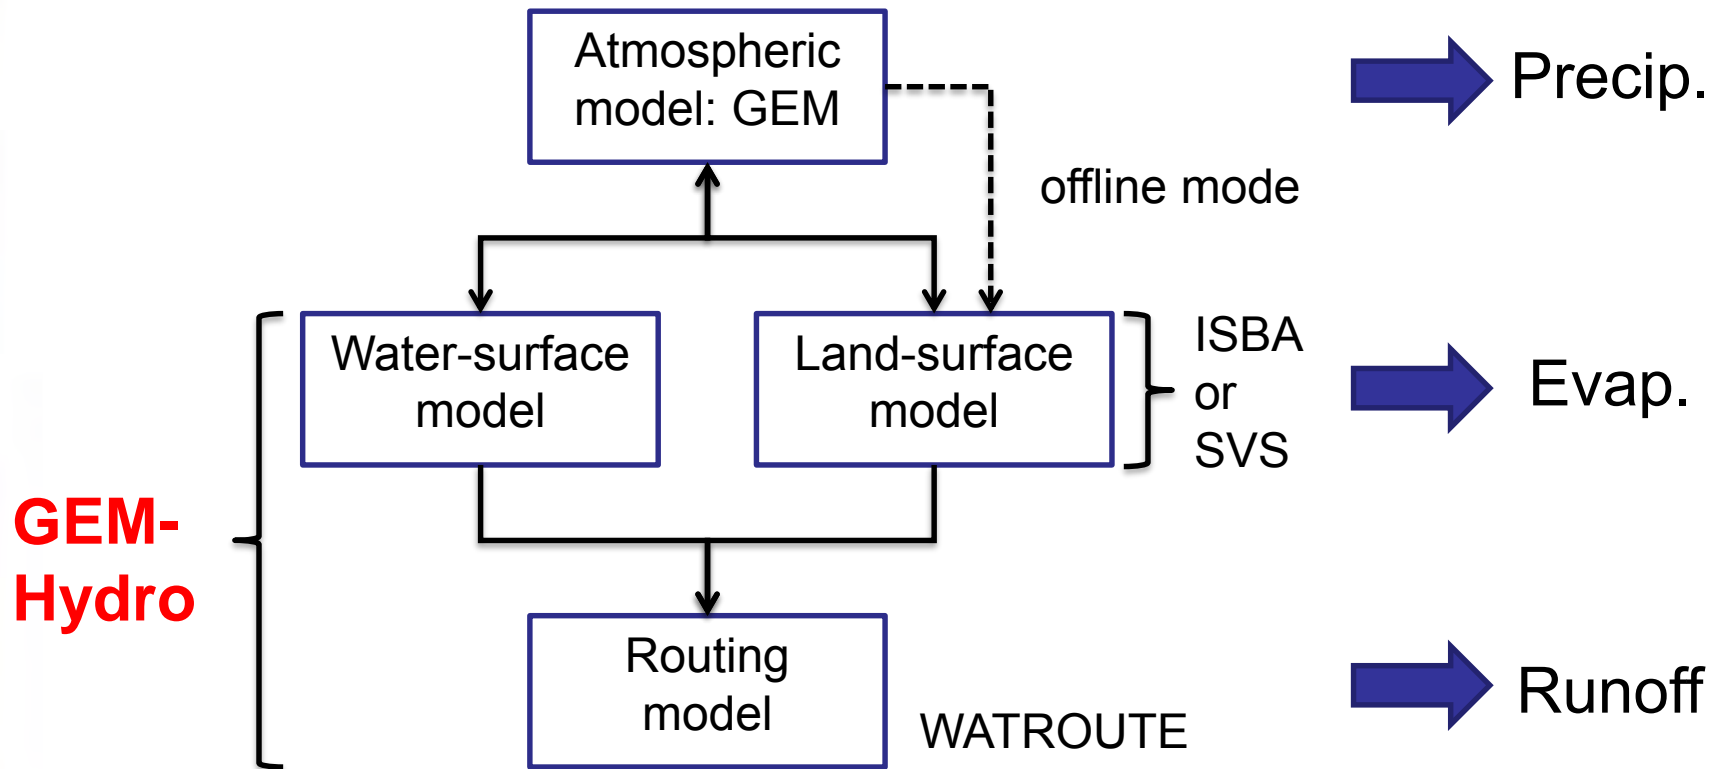 Atmospheric
model: GEM
Precip.
offline mode
Water-surface
model
Land-surface
model
ISBA
or
SVS
Evap.
GEM-
Hydro
Routing
model
WATROUTE
Runoff